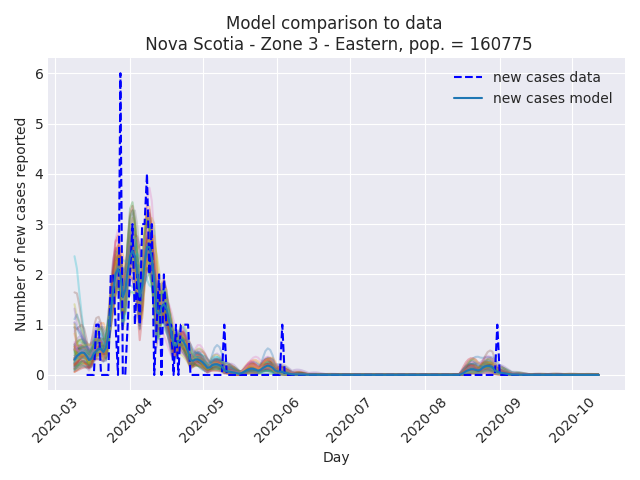 Model comparison to data
Nova Scotia - Zone 3 - Eastern, pop. = 160775
new cases data
new cases model
Number of new cases reported
6
5
4
3
2
1
0
2020-03
2020-04
2020-05
2020-06
2020-07
2020-08
2020-09
2020-10
Day